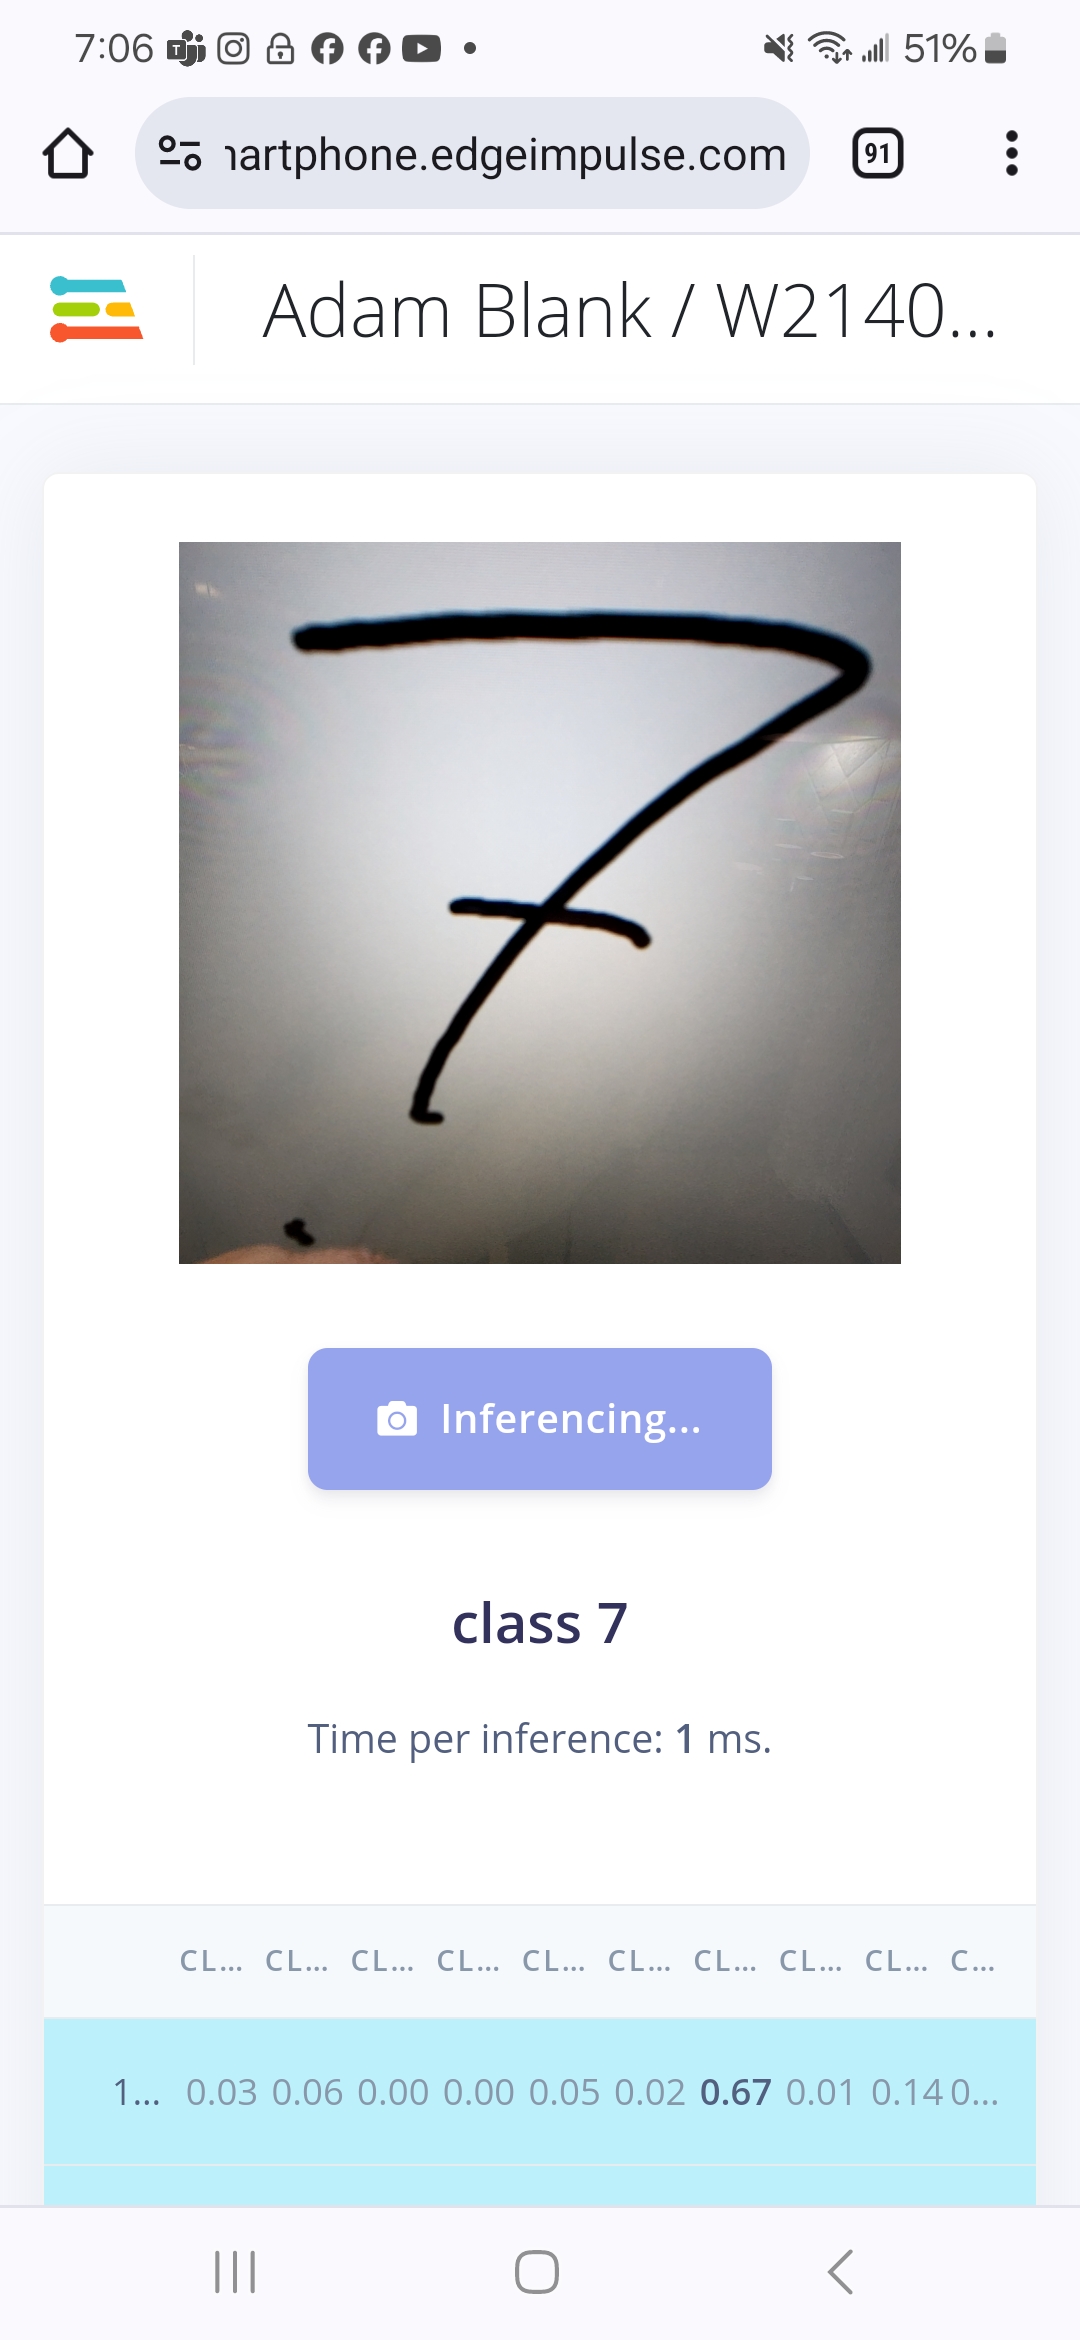 7:06 51%
nartphone.edgeimpulse.com 91
Adam Blank / W2140...
7
Inferencing...
class 7
Time per inference: 1 ms.
CL... CL... CL... CL... CL... CL... CL... CL... CL... C...
1... 0.03 0.06 0.00 0.00 0.05 0.02 0.67 0.01 0.14 0...